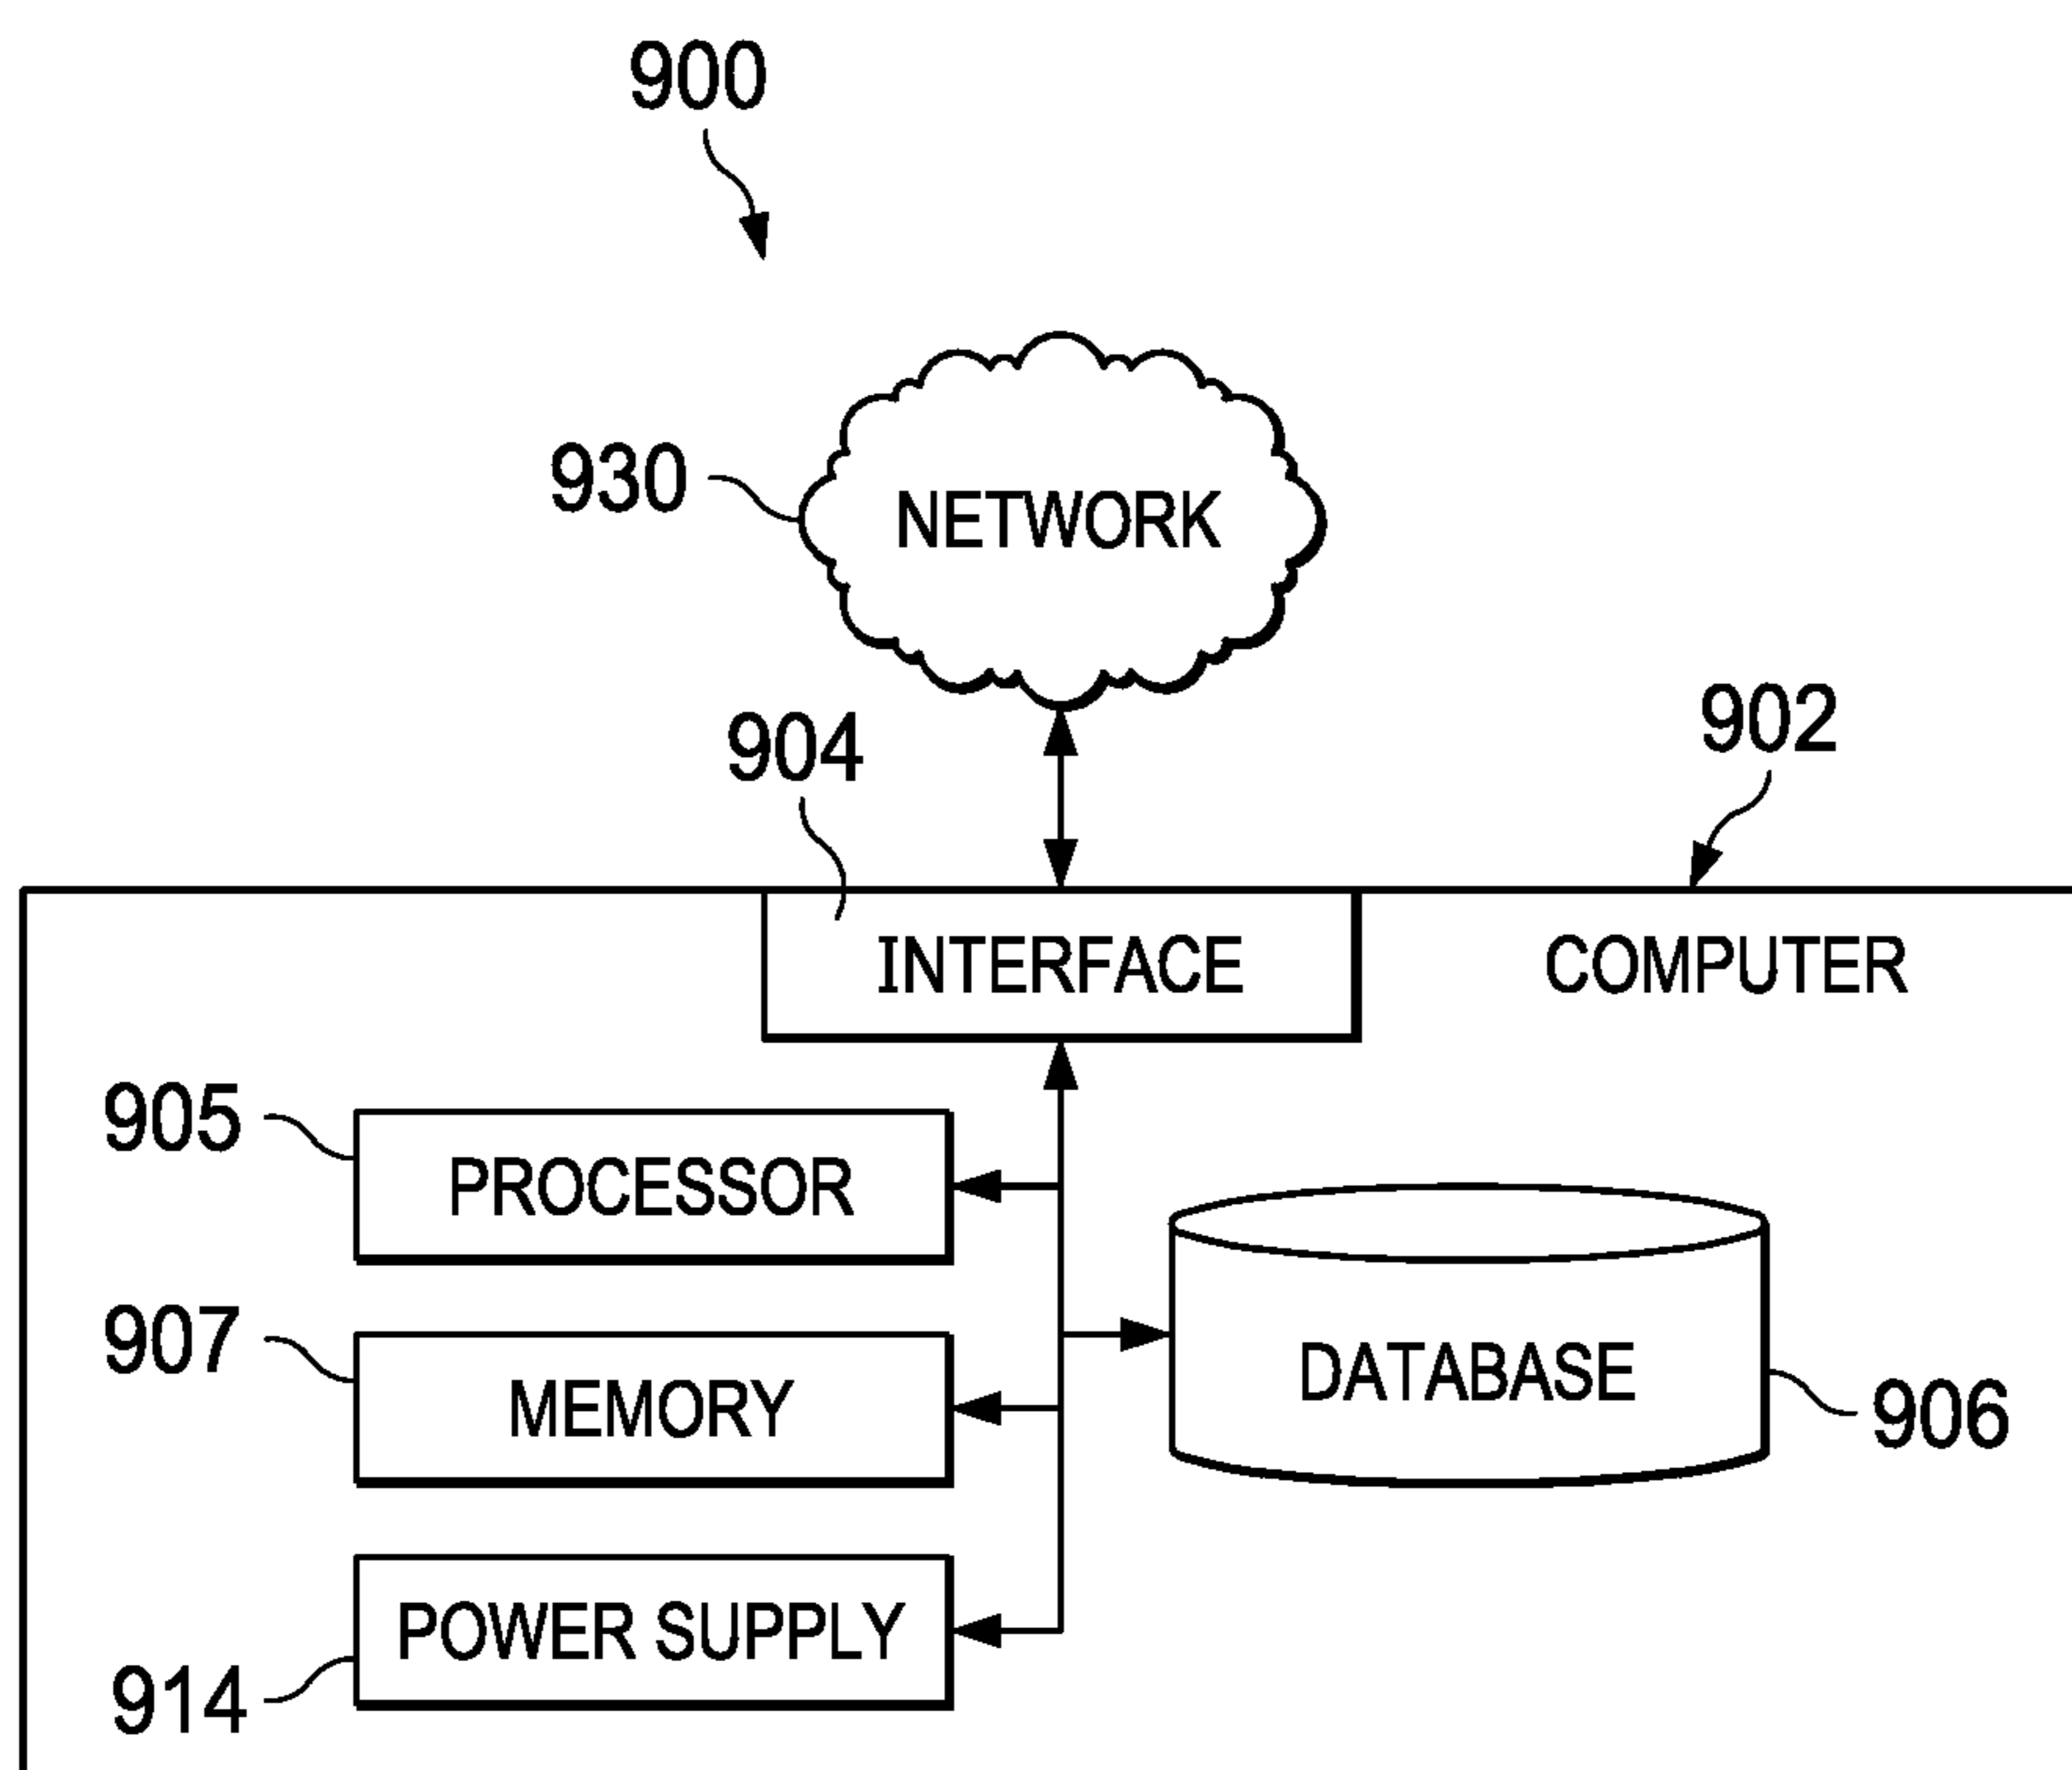 900
930
NETWORK
904
902
INTERFACE
COMPUTER
905
PROCESSOR
907
MEMORY
DATABASE
906
POWER SUPPLY
914